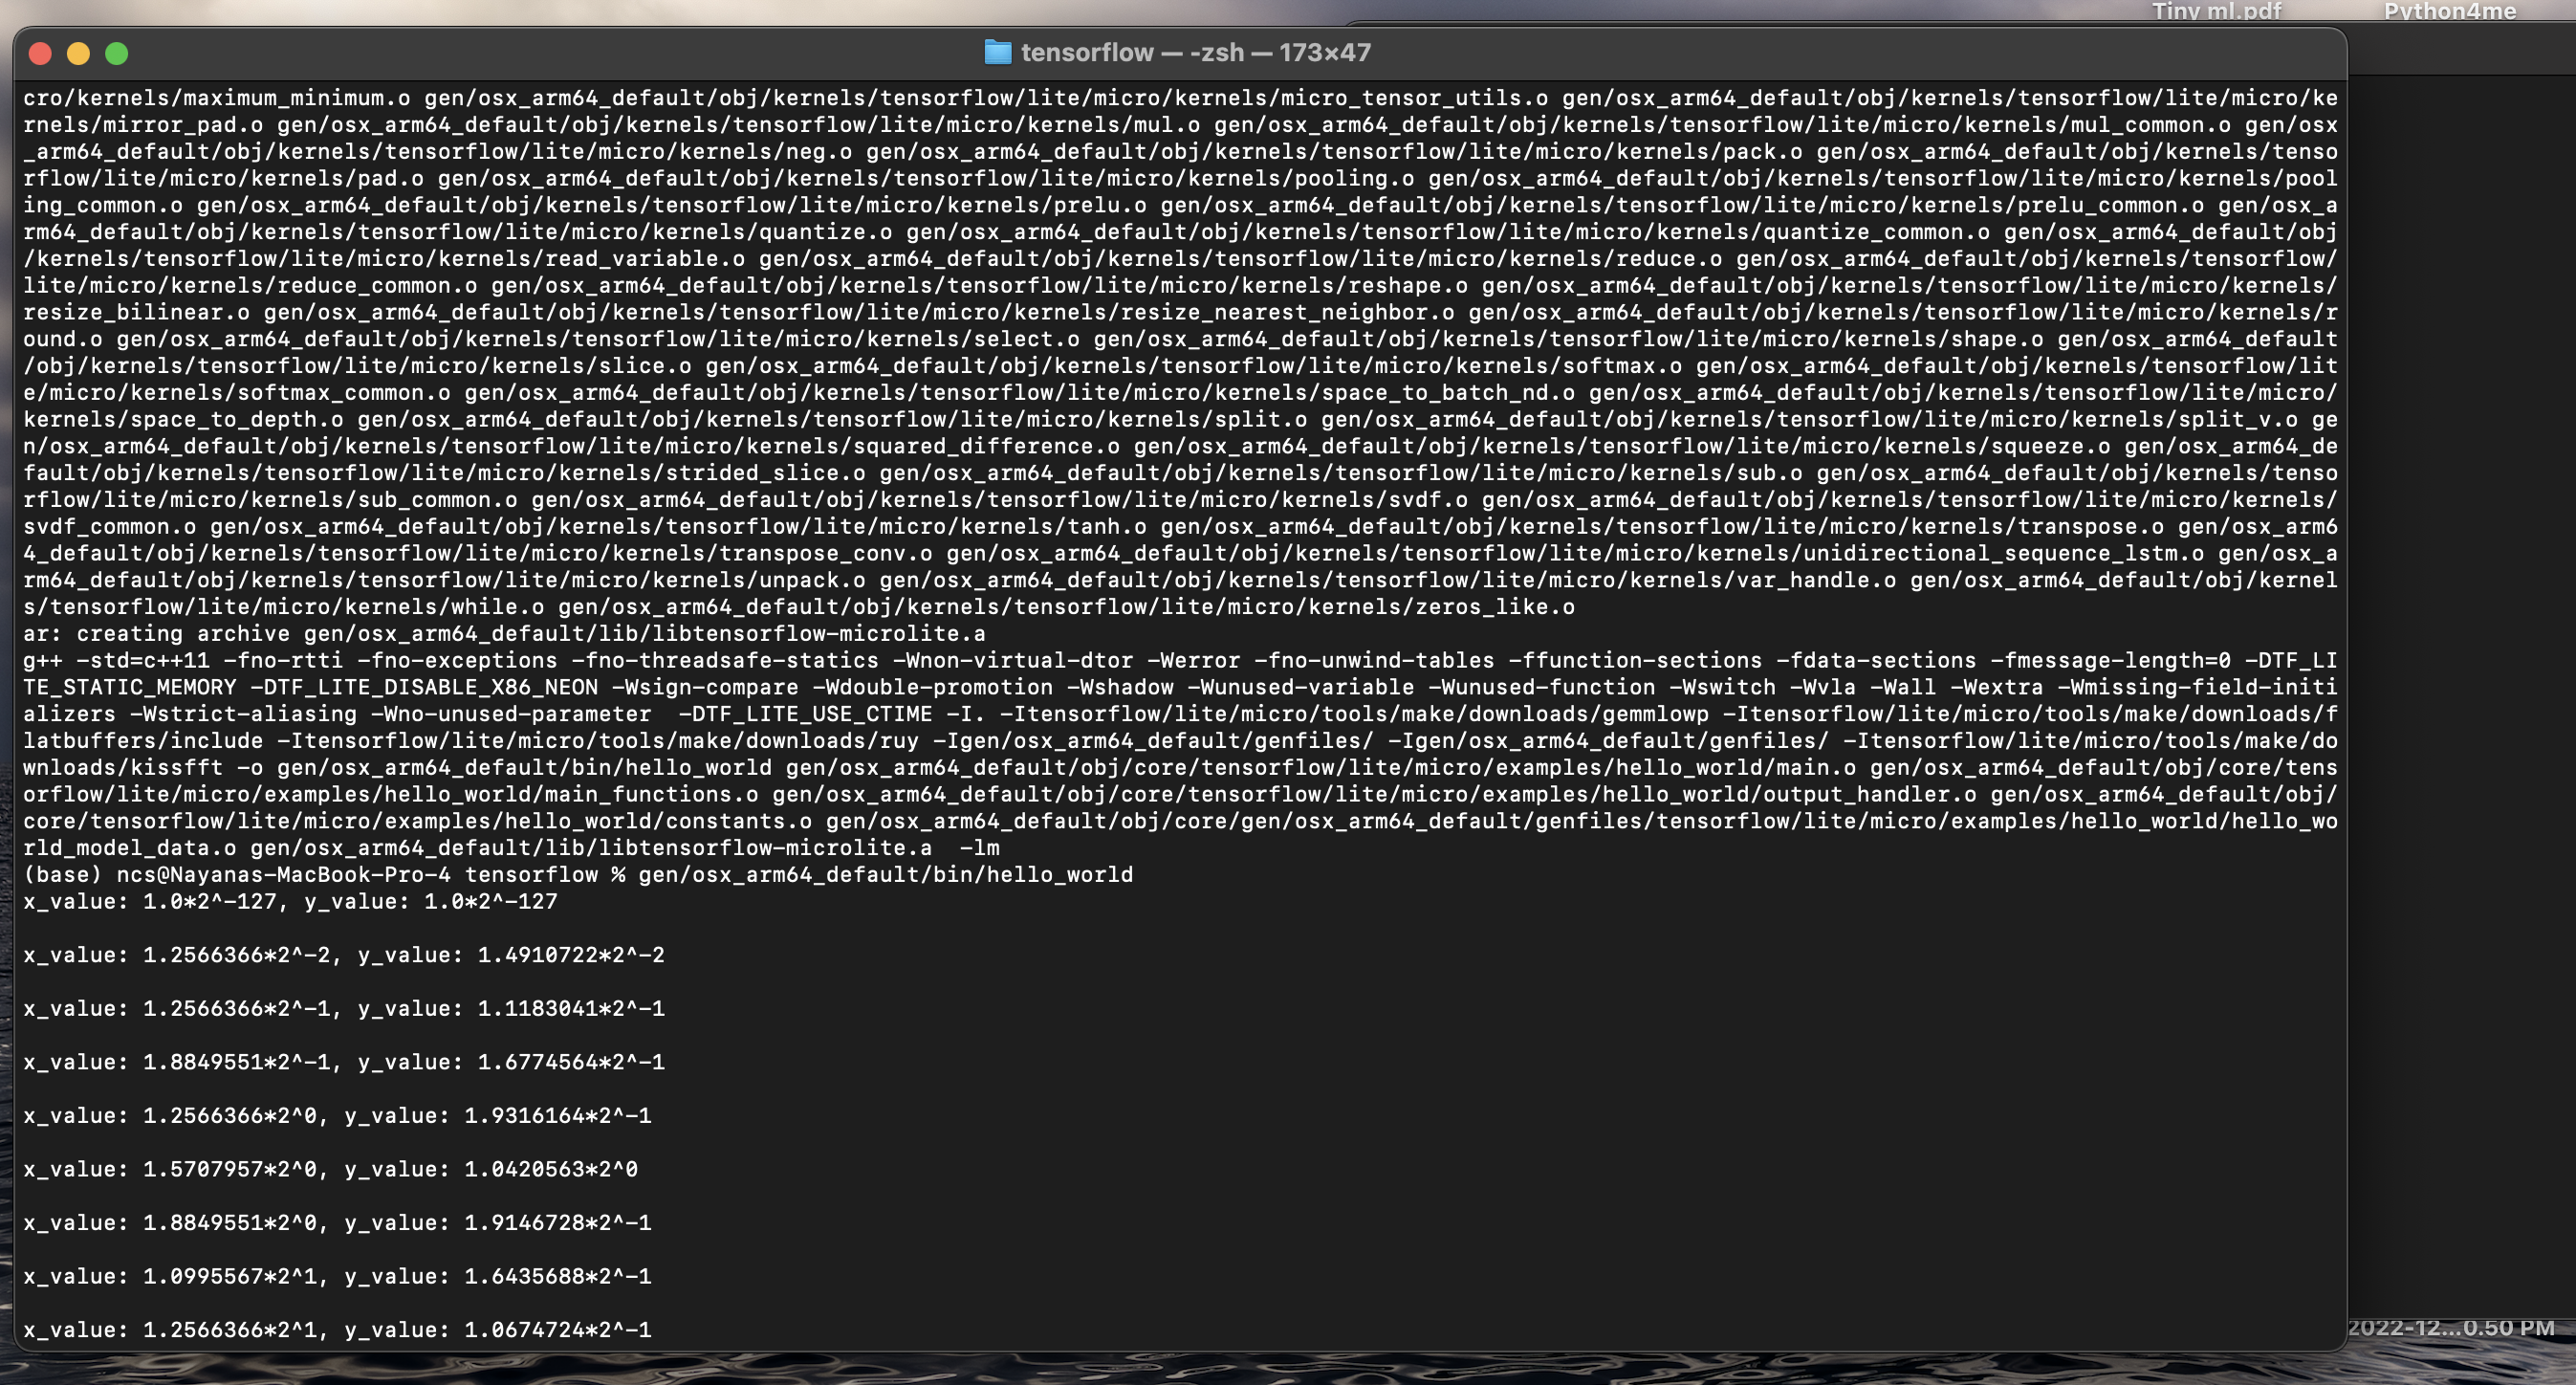 Tiny ml.pdf Python4me
tensorflow — -zsh — 173×47
cro/kernels/maximum_minimum.o gen/osx_arm64_default/obj/kernels/tensorflow/lite/micro/kernels/micro_tensor_utils.o gen/osx_arm64_default/obj/kernels/tensorflow/lite/micro/ke
rnels/mirror_pad.o gen/osx_arm64_default/obj/kernels/tensorflow/lite/micro/kernels/mul.o gen/osx_arm64_default/obj/kernels/tensorflow/lite/micro/kernels/mul_common.o gen/osx
_arm64_default/obj/kernels/tensorflow/lite/micro/kernels/neg.o gen/osx_arm64_default/obj/kernels/tensorflow/lite/micro/kernels/pack.o gen/osx_arm64_default/obj/kernels/tenso
rflow/lite/micro/kernels/pad.o gen/osx_arm64_default/obj/kernels/tensorflow/lite/micro/kernels/pooling.o gen/osx_arm64_default/obj/kernels/tensorflow/lite/micro/kernels/pool
ing_common.o gen/osx_arm64_default/obj/kernels/tensorflow/lite/micro/kernels/prelu.o gen/osx_arm64_default/obj/kernels/tensorflow/lite/micro/kernels/prelu_common.o gen/osx_a
rm64_default/obj/kernels/tensorflow/lite/micro/kernels/quantize.o gen/osx_arm64_default/obj/kernels/tensorflow/lite/micro/kernels/quantize_common.o gen/osx_arm64_default/obj
/kernels/tensorflow/lite/micro/kernels/read_variable.o gen/osx_arm64_default/obj/kernels/tensorflow/lite/micro/kernels/reduce.o gen/osx_arm64_default/obj/kernels/tensorflow/
lite/micro/kernels/reduce_common.o gen/osx_arm64_default/obj/kernels/tensorflow/lite/micro/kernels/reshape.o gen/osx_arm64_default/obj/kernels/tensorflow/lite/micro/kernels/
resize_bilinear.o gen/osx_arm64_default/obj/kernels/tensorflow/lite/micro/kernels/resize_nearest_neighbor.o gen/osx_arm64_default/obj/kernels/tensorflow/lite/micro/kernels/r
ound.o gen/osx_arm64_default/obj/kernels/tensorflow/lite/micro/kernels/select.o gen/osx_arm64_default/obj/kernels/tensorflow/lite/micro/kernels/shape.o gen/osx_arm64_default
/obj/kernels/tensorflow/lite/micro/kernels/slice.o gen/osx_arm64_default/obj/kernels/tensorflow/lite/micro/kernels/softmax.o gen/osx_arm64_default/obj/kernels/tensorflow/lit
e/micro/kernels/softmax_common.o gen/osx_arm64_default/obj/kernels/tensorflow/lite/micro/kernels/space_to_batch_nd.o gen/osx_arm64_default/obj/kernels/tensorflow/lite/micro/
kernels/space_to_depth.o gen/osx_arm64_default/obj/kernels/tensorflow/lite/micro/kernels/split.o gen/osx_arm64_default/obj/kernels/tensorflow/lite/micro/kernels/split_v.o ge
n/osx_arm64_default/obj/kernels/tensorflow/lite/micro/kernels/squared_difference.o gen/osx_arm64_default/obj/kernels/tensorflow/lite/micro/kernels/squeeze.o gen/osx_arm64_de
fault/obj/kernels/tensorflow/lite/micro/kernels/strided_slice.o gen/osx_arm64_default/obj/kernels/tensorflow/lite/micro/kernels/sub.o gen/osx_arm64_default/obj/kernels/tenso
rflow/lite/micro/kernels/sub_common.o gen/osx_arm64_default/obj/kernels/tensorflow/lite/micro/kernels/svdf.o gen/osx_arm64_default/obj/kernels/tensorflow/lite/micro/kernels/
svdf_common.o gen/osx_arm64_default/obj/kernels/tensorflow/lite/micro/kernels/tanh.o gen/osx_arm64_default/obj/kernels/tensorflow/lite/micro/kernels/transpose.o gen/osx_arm6
4_default/obj/kernels/tensorflow/lite/micro/kernels/transpose_conv.o gen/osx_arm64_default/obj/kernels/tensorflow/lite/micro/kernels/unidirectional_sequence_lstm.o gen/osx_a
rm64_default/obj/kernels/tensorflow/lite/micro/kernels/unpack.o gen/osx_arm64_default/obj/kernels/tensorflow/lite/micro/kernels/var_handle.o gen/osx_arm64_default/obj/kernel
s/tensorflow/lite/micro/kernels/while.o gen/osx_arm64_default/obj/kernels/tensorflow/lite/micro/kernels/zeros_like.o
ar: creating archive gen/osx_arm64_default/lib/libtensorflow-microlite.a
g++ -std=c++11 -fno-rtti -fno-exceptions -fno-threadsafe-statics -Wnon-virtual-dtor -Werror -fno-unwind-tables -ffunction-sections -fdata-sections -fmessage-length=0 -DTF_LI
TE_STATIC_MEMORY -DTF_LITE_DISABLE_X86_NEON -Wsign-compare -Wdouble-promotion -Wshadow -Wunused-variable -Wunused-function -Wswitch -Wvla -Wall -Wextra -Wmissing-field-initi
alizers -Wstrict-aliasing -Wno-unused-parameter  -DTF_LITE_USE_CTIME -I. -Itensorflow/lite/micro/tools/make/downloads/gemmlowp -Itensorflow/lite/micro/tools/make/downloads/f
latbuffers/include -Itensorflow/lite/micro/tools/make/downloads/ruy -Igen/osx_arm64_default/genfiles/ -Igen/osx_arm64_default/genfiles/ -Itensorflow/lite/micro/tools/make/do
wnloads/kissfft -o gen/osx_arm64_default/bin/hello_world gen/osx_arm64_default/obj/core/tensorflow/lite/micro/examples/hello_world/main.o gen/osx_arm64_default/obj/core/tens
orflow/lite/micro/examples/hello_world/main_functions.o gen/osx_arm64_default/obj/core/tensorflow/lite/micro/examples/hello_world/output_handler.o gen/osx_arm64_default/obj/
core/tensorflow/lite/micro/examples/hello_world/constants.o gen/osx_arm64_default/obj/core/gen/osx_arm64_default/genfiles/tensorflow/lite/micro/examples/hello_world/hello_wo
rld_model_data.o gen/osx_arm64_default/lib/libtensorflow-microlite.a  -lm
(base) ncs@Nayanas-MacBook-Pro-4 tensorflow % gen/osx_arm64_default/bin/hello_world
x_value: 1.0*2^-127, y_value: 1.0*2^-127
x_value: 1.2566366*2^-2, y_value: 1.4910722*2^-2
x_value: 1.2566366*2^-1, y_value: 1.1183041*2^-1
x_value: 1.8849551*2^-1, y_value: 1.6774564*2^-1
x_value: 1.2566366*2^0, y_value: 1.9316164*2^-1
x_value: 1.5707957*2^0, y_value: 1.0420563*2^0
x_value: 1.8849551*2^0, y_value: 1.9146728*2^-1
x_value: 1.0995567*2^1, y_value: 1.6435688*2^-1
x_value: 1.2566366*2^1, y_value: 1.0674724*2^-1
2022-12...0.50 PM